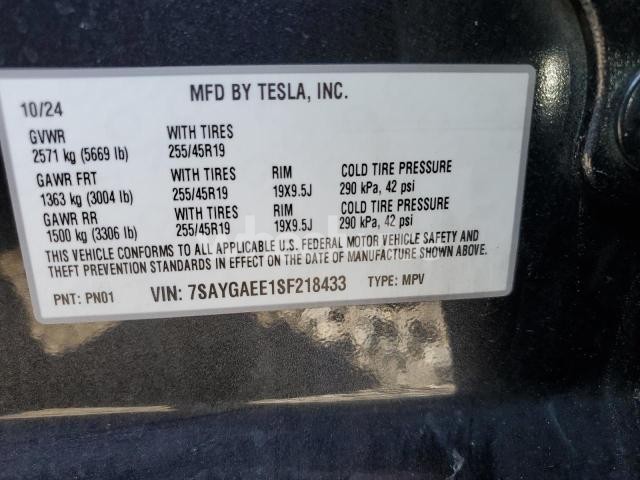 MFD BY TESLA, INC.
10/24
GVWR WITH TIRES
2571 kg (5669 lb) 255/45R19
GAWR FRT WITH TIRES RIM COLD TIRE PRESSURE
1363 kg (3004 lb) 255/45R19 19X9.5J 290 kPa, 42 psi
GAWR RR WITH TIRES RIM COLD TIRE PRESSURE
1500 kg (3306 lb) 255/45R19 19X9.5J 290 kPa, 42 psi
THIS VEHICLE CONFORMS TO ALL APPLICABLE U.S. FEDERAL MOTOR VEHICLE SAFETY AND
THEFT PREVENTION STANDARDS IN EFFECT ON THE DATE OF MANUFACTURE SHOWN ABOVE.
PNT: PN01 VIN: 7SAYGAEE1SF218433 TYPE: MPV